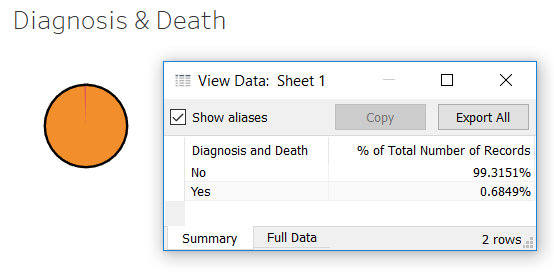 Diagnosis & Death
View Data: Sheet 1
Show aliases
Copy
Export All
Diagnosis and Death % of Total Number of Records
No 99.3151%
Yes 0.6849%
Summary Full Data 2 rows